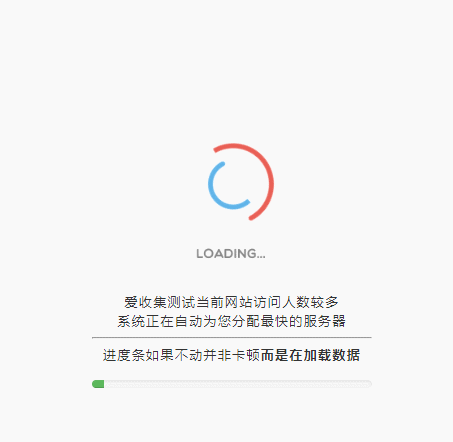 LOADING...
爱收集测试当前网站访问人数较多
系统正在自动为您分配最快的服务器
进度条如果不动并非卡顿而是在加载数据